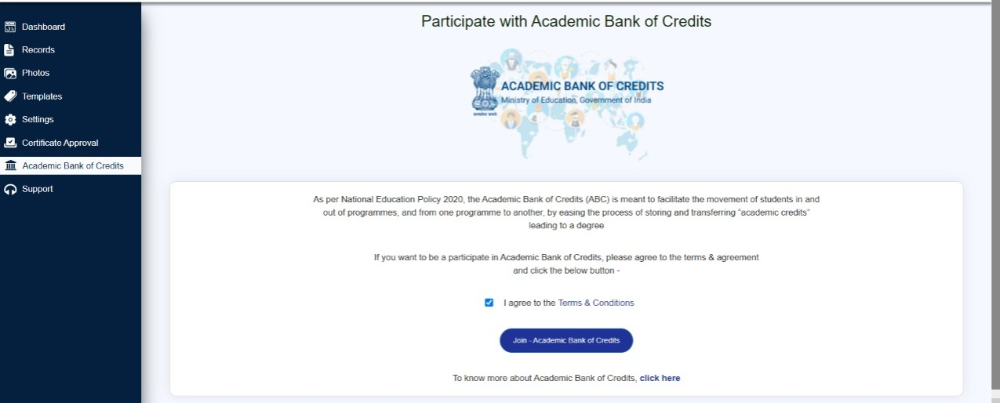 Dashboard
Records
Photos
Templates
Settings
Certificate Approval
Academic Bank of Credits
Support
Participate with Academic Bank of Credits
ACADEMIC BANK OF CREDITS
Ministry of Education, Government of India
सत्यमेव जयते
As per National Education Policy 2020, the Academic Bank of Credits (ABC) is meant to facilitate the movement of students in and
out of programmes, and from one programme to another, by easing the process of storing and transferring "academic credits"
leading to a degree
If you want to be a participate in Academic Bank of Credits, please agree to the terms & agreement
and click the below button -
I agree to the Terms & Conditions
Join - Academic Bank of Credits
To know more about Academic Bank of Credits, click here